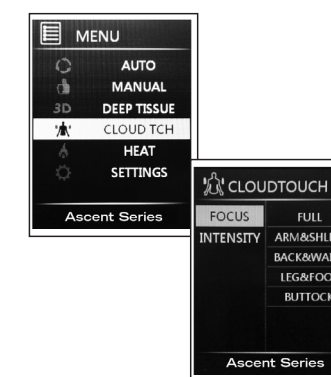 MENU
AUTO
MANUAL
3D DEEP TISSUE
CLOUD TCH
HEAT
SETTINGS
Ascent Series
CLOUDTOUCH
FOCUS FULL
INTENSITY ARM&SHL
BACK&WA
LEG&FOO
BUTTOCK
Ascent Series